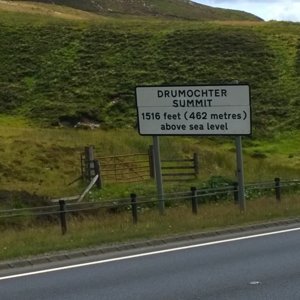 DRUMOCHTER
SUMMIT
1516 feet (462 metres)
above sea level